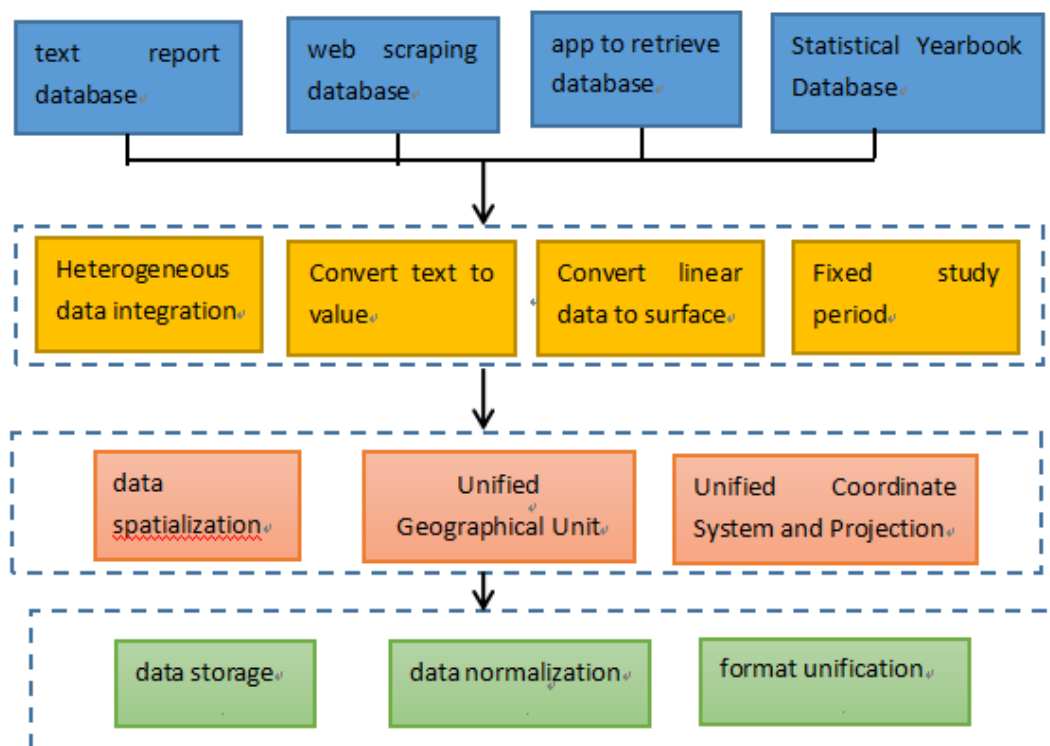 text report
database
web scraping
database
app to retrieve
database
Statistical Yearbook
Database
Heterogeneous
data integration
Convert text to
value
Convert linear
data to surface
Fixed study
period
data
spatialization
Unified
Geographical Unit
Unified Coordinate
System and Projection
data storage
data normalization
format unification